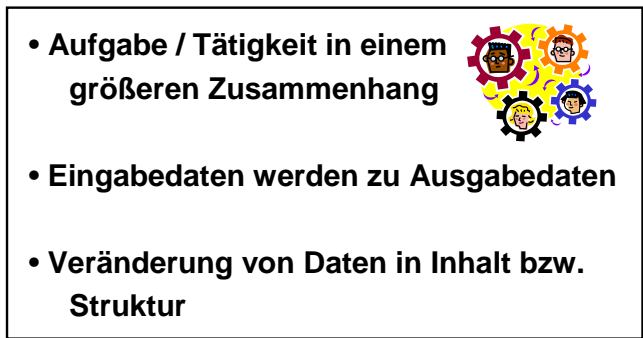 • Aufgabe / Tätigkeit in einem
größeren Zusammenhang
• Eingabedaten werden zu Ausgabedaten
• Veränderung von Daten in Inhalt bzw.
Struktur